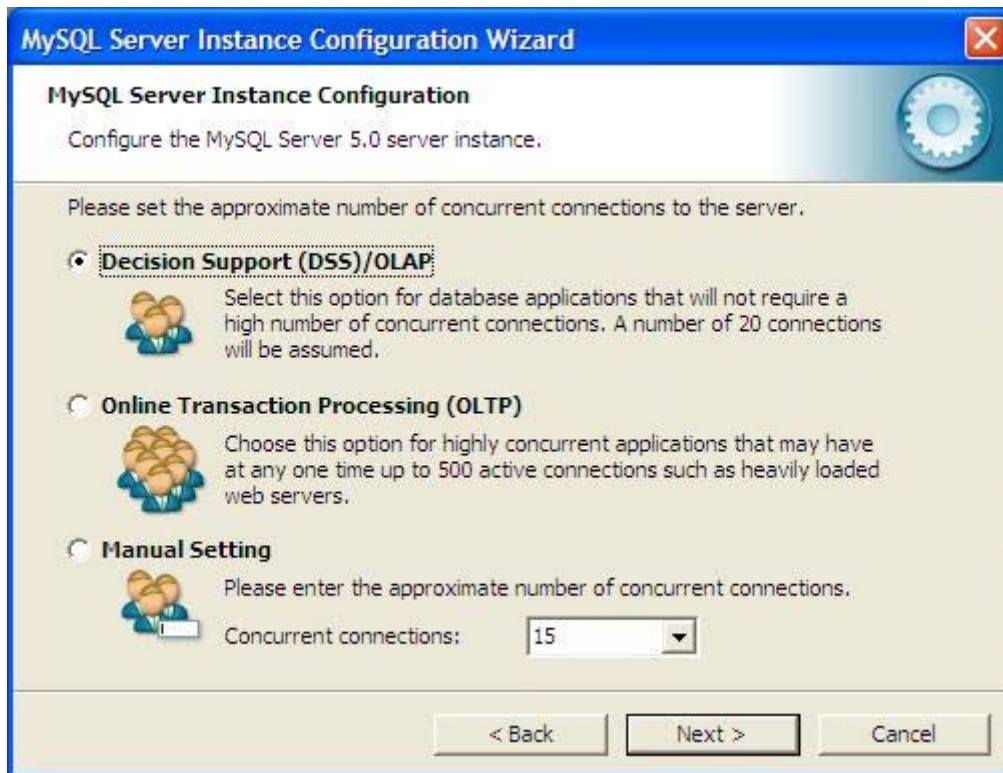 MySQL Server Instance Configuration Wizard
MySQL Server Instance Configuration
Configure the MySQL Server 5.0 server instance.
Please set the approximate number of concurrent connections to the server.
Decision Support (DSS)/OLAP
Select this option for database applications that will not require a
high number of concurrent connections. A number of 20 connections
will be assumed.
Online Transaction Processing (OLTP)
Choose this option for highly concurrent applications that may have
at any one time up to 500 active connections such as heavily loaded
web servers.
Manual Setting
Please enter the approximate number of concurrent connections.
Concurrent connections: 15
< Back Next > Cancel